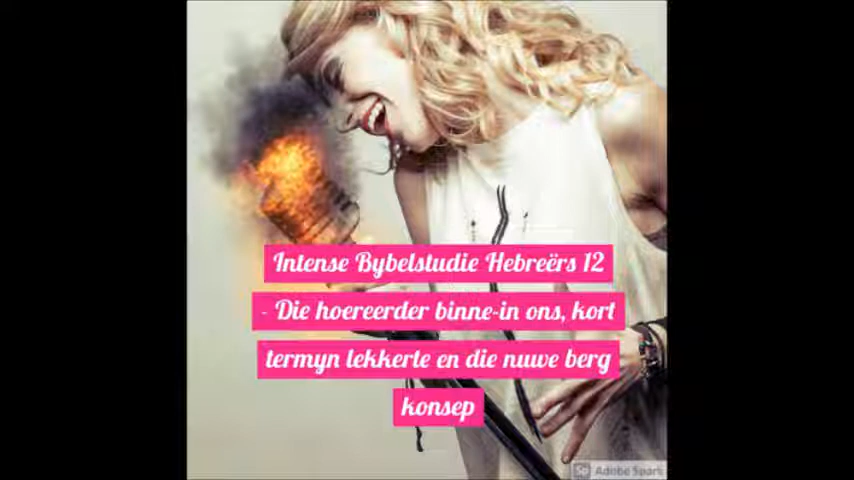 Intense Bybelstudie Hebreërs 12
- Die hoereerder binne-in ons, kort
termyn lekkerte en die nuwe berg
konsep
Sp Adobe Spark